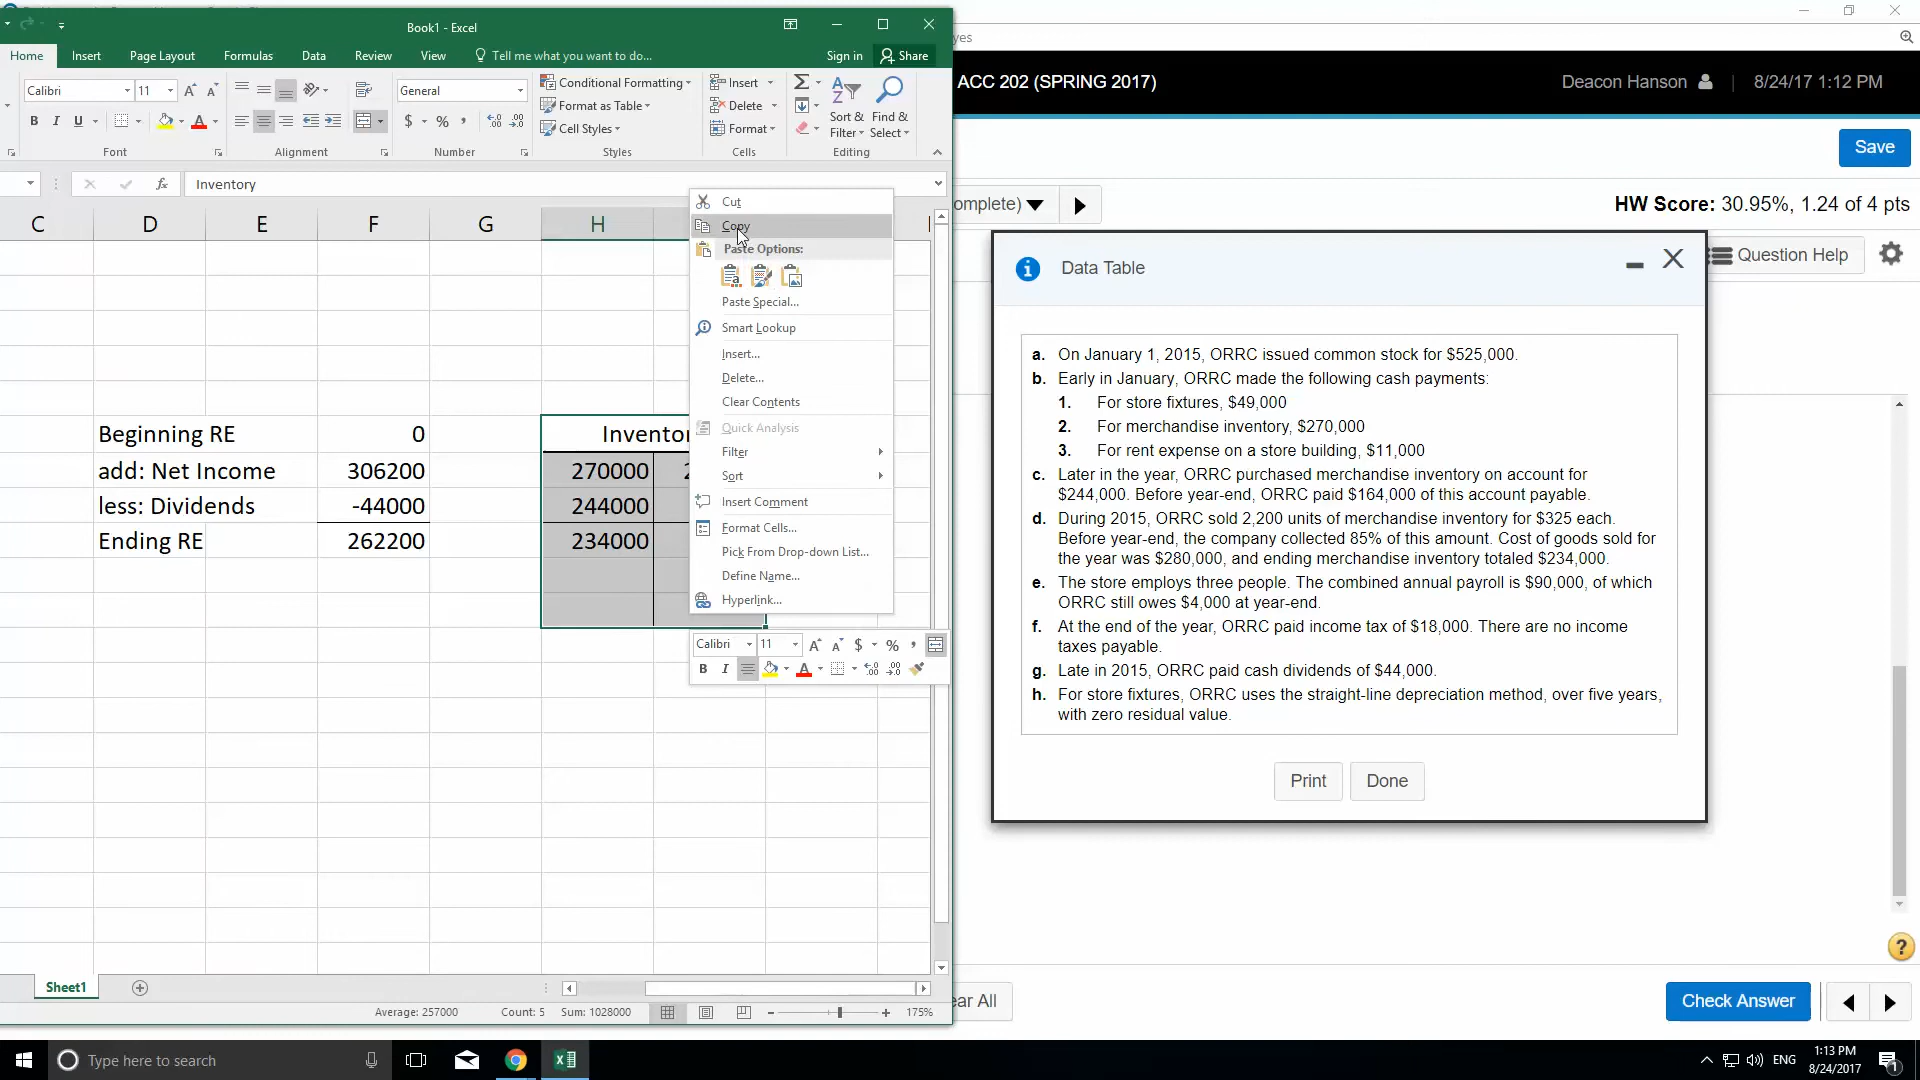 Book1 - Excel
Home Insert Page Layout Formulas Data Review View Tell me what you want to do... Sign in Share
Calibri 11 General
B I U
Conditional Formatting
Format as Table
Cell Styles
Insert
Delete
Format
Sort & Filter
Find & Select
Font Alignment Number Styles Cells Editing
Inventory
C D E F G H
Beginning RE 0
add: Net Income 306200
less: Dividends -44000
Ending RE 262200
270000
244000
234000
Cut
Copy
Paste Options:
Paste Special...
Smart Lookup
Insert...
Delete...
Clear Contents
Quick Analysis
Filter
Sort
Insert Comment
Format Cells...
Pick From Drop-down List...
Define Name...
Hyperlink...
Calibri 11
B I
Sheet1
Average: 257000 Count: 5 Sum: 1028000 175%
ACC 202 (SPRING 2017)
Deacon Hanson 8/24/17 1:12 PM
Save
omplete)
HW Score: 30.95%, 1.24 of 4 pts
Question Help
Data Table
a. On January 1, 2015, ORRC issued common stock for $525,000.
b. Early in January, ORRC made the following cash payments:
1. For store fixtures, $49,000
2. For merchandise inventory, $270,000
3. For rent expense on a store building, $11,000
c. Later in the year, ORRC purchased merchandise inventory on account for
$244,000. Before year-end, ORRC paid $164,000 of this account payable.
d. During 2015, ORRC sold 2,200 units of merchandise inventory for $325 each.
Before year-end, the company collected 85% of this amount. Cost of goods sold for
the year was $280,000, and ending merchandise inventory totaled $234,000.
e. The store employs three people. The combined annual payroll is $90,000, of which
ORRC still owes $4,000 at year-end.
f. At the end of the year, ORRC paid income tax of $18,000. There are no income
taxes payable.
g. Late in 2015, ORRC paid cash dividends of $44,000.
h. For store fixtures, ORRC uses the straight-line depreciation method, over five years,
with zero residual value.
Print Done
ear All
Check Answer
Type here to search
ENG
1:13 PM
8/24/2017